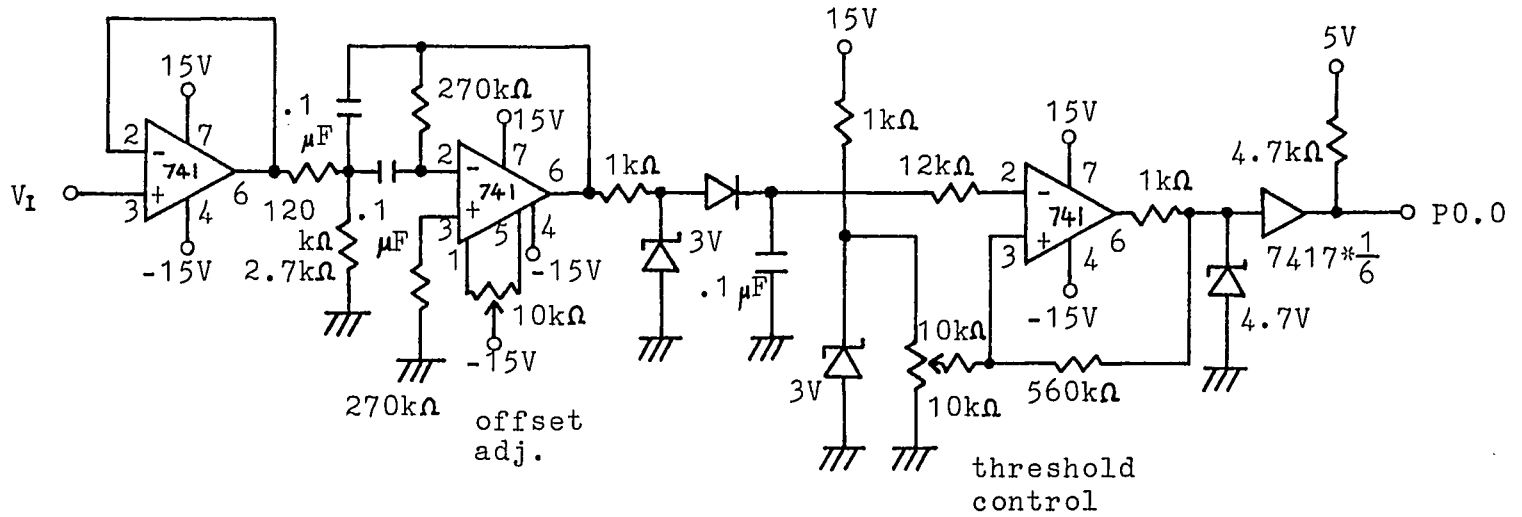 15V
5V
15V
.1
μF
270kΩ
15V
1kΩ
15V
4.7kΩ
2
7
-
741
+
3
4
6
V_I
-15V
120
kΩ
.1
μF
2.7kΩ
2
7
-
741
+
3
6
1
5
4
-15V
10kΩ
-15V
270kΩ
offset
adj.
1kΩ
3V
.1 μF
12kΩ
3V
10kΩ
10kΩ
threshold
control
2
7
-
741
+
3
6
4
-15V
1kΩ
560kΩ
4.7V
7417*1/6
P0.0